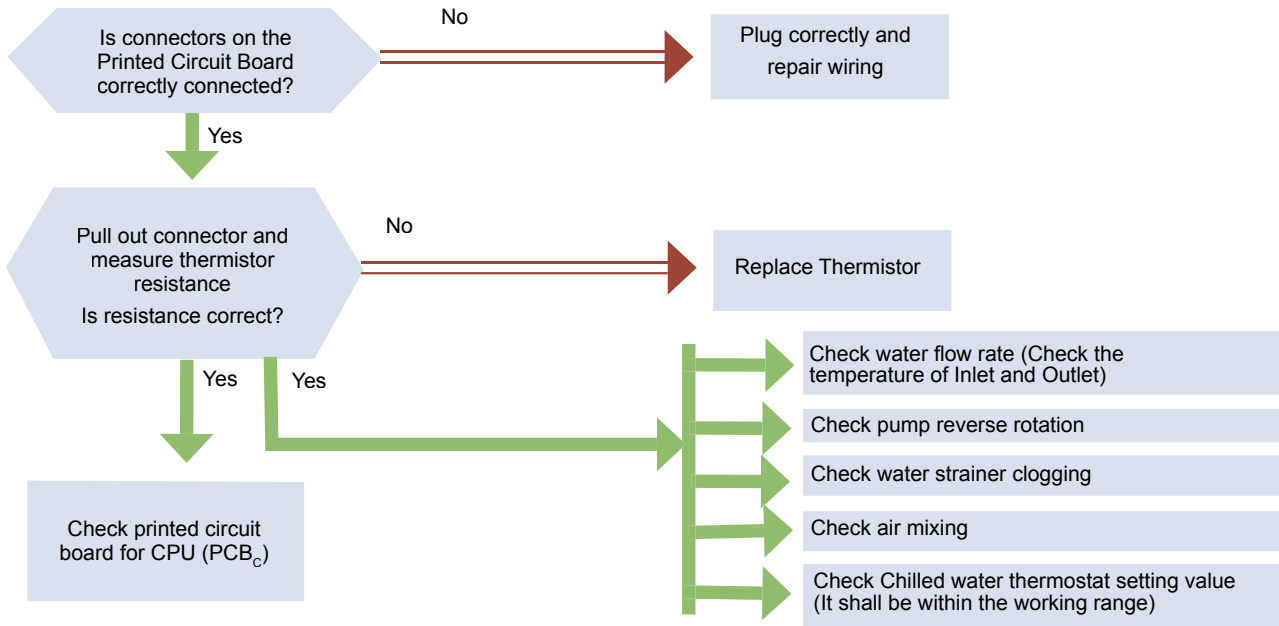 Is connectors on the
Printed Circuit Board
correctly connected?
No
Plug correctly and
repair wiring
Yes
Pull out connector and
measure thermistor
resistance
Is resistance correct?
No
Replace Thermistor
Yes
Yes
Check water flow rate (Check the
temperature of Inlet and Outlet)
Check pump reverse rotation
Check water strainer clogging
Check air mixing
Check Chilled water thermostat setting value
(It shall be within the working range)
Check printed circuit
board for CPU (PCBC)